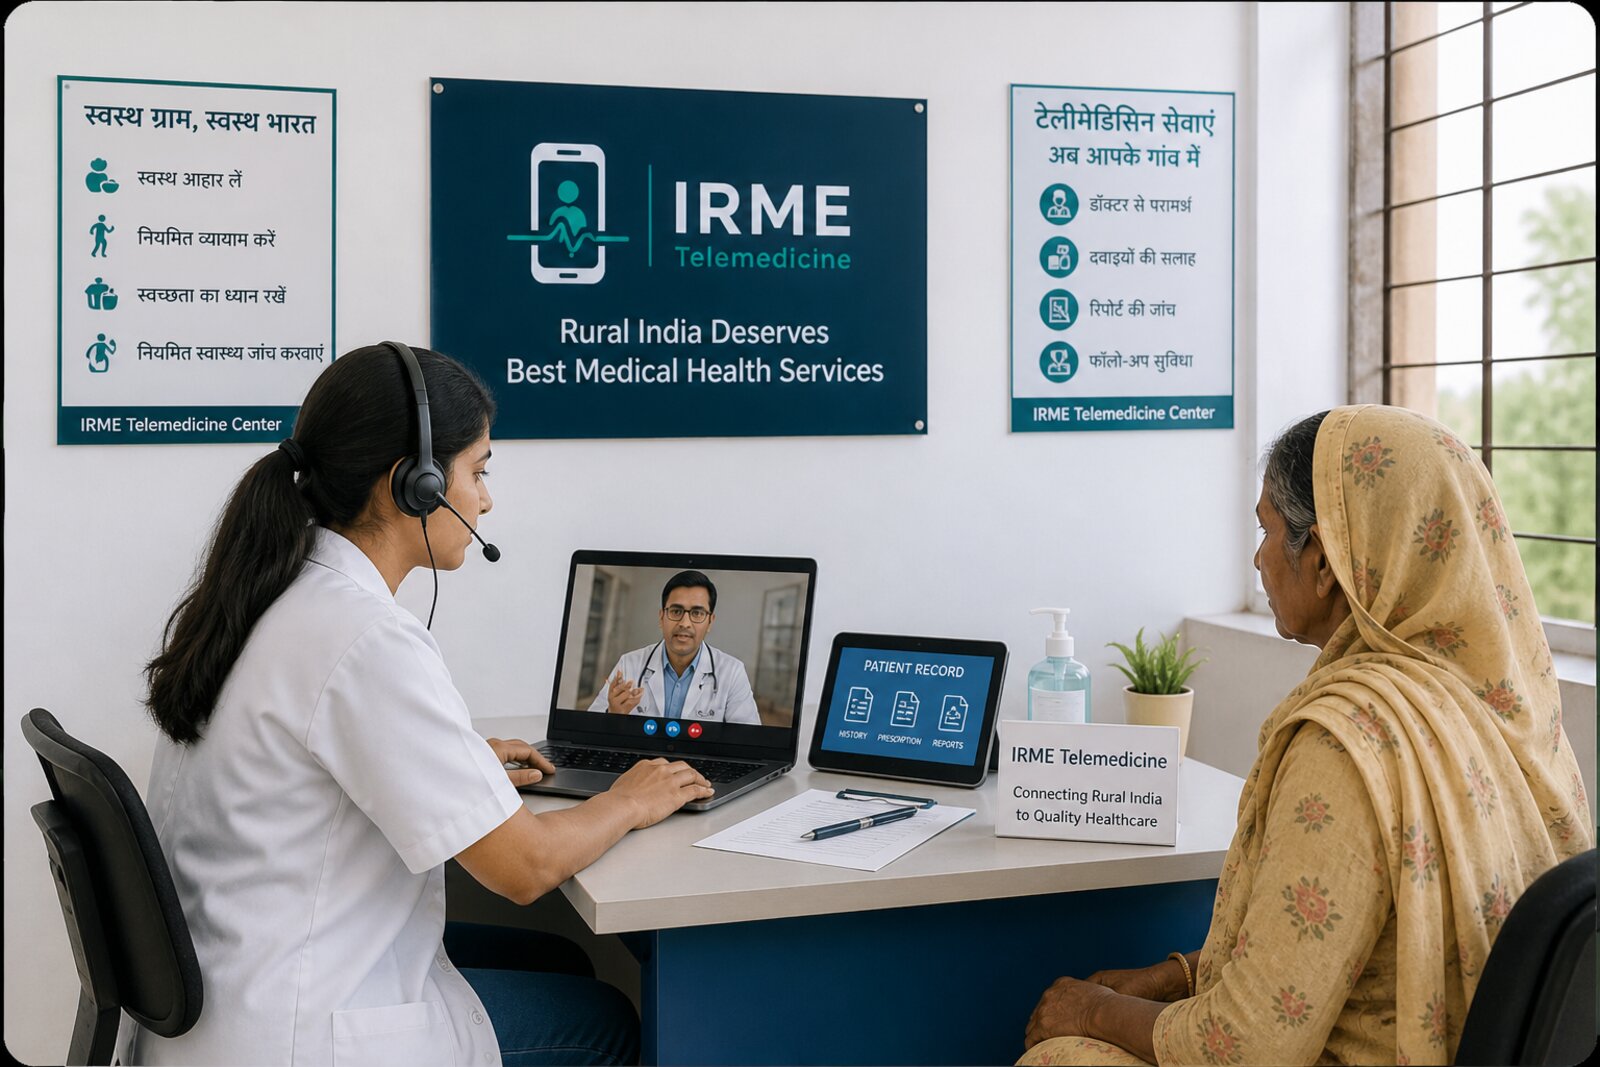 स्वस्थ ग्राम, स्वस्थ भारत
स्वस्थ आहार लें
नियमित व्यायाम करें
स्वच्छता का ध्यान रखें
नियमित स्वास्थ्य जांच करवाएं
IRME Telemedicine Center
IRME
Telemedicine
Rural India Deserves
Best Medical Health Services
टेलीमेडिसिन सेवाएं
अब आपके गांव में
डॉक्टर से परामर्श
दवाइयों की सलाह
रिपोर्ट की जांच
फॉलो-अप सुविधा
IRME Telemedicine Center
PATIENT RECORD
HISTORY
PRESCRIPTION
REPORTS
IRME Telemedicine
Connecting Rural India
to Quality Healthcare